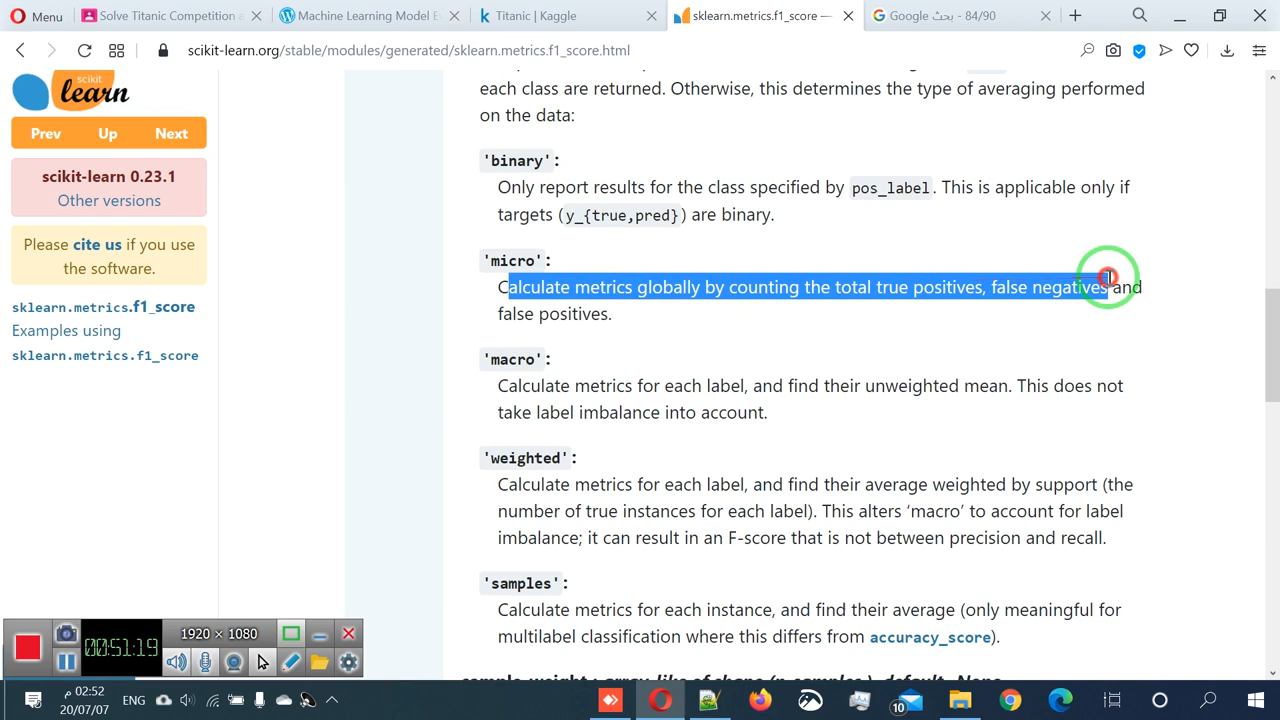 Menu
Solve Titanic Competition a
Machine Learning Model E
Titanic | Kaggle
sklearn.metrics.f1_score —
84/90 - بحث Google
scikit-learn.org/stable/modules/generated/sklearn.metrics.f1_score.html
scikit
learn
Prev Up Next
scikit-learn 0.23.1
Other versions
Please cite us if you use
the software.
sklearn.metrics.f1_score
Examples using
sklearn.metrics.f1_score
each class are returned. Otherwise, this determines the type of averaging performed
on the data:
'binary':
Only report results for the class specified by pos_label. This is applicable only if
targets (y_{true,pred}) are binary.
'micro':
Calculate metrics globally by counting the total true positives, false negatives and
false positives.
'macro':
Calculate metrics for each label, and find their unweighted mean. This does not
take label imbalance into account.
'weighted':
Calculate metrics for each label, and find their average weighted by support (the
number of true instances for each label). This alters ‘macro’ to account for label
imbalance; it can result in an F-score that is not between precision and recall.
'samples':
Calculate metrics for each instance, and find their average (only meaningful for
multilabel classification where this differs from accuracy_score).
sample_weight : array-like of shape (n_samples,), default=None
00:51:19
1920 × 1080
02:52 م
20/07/07
ENG
10